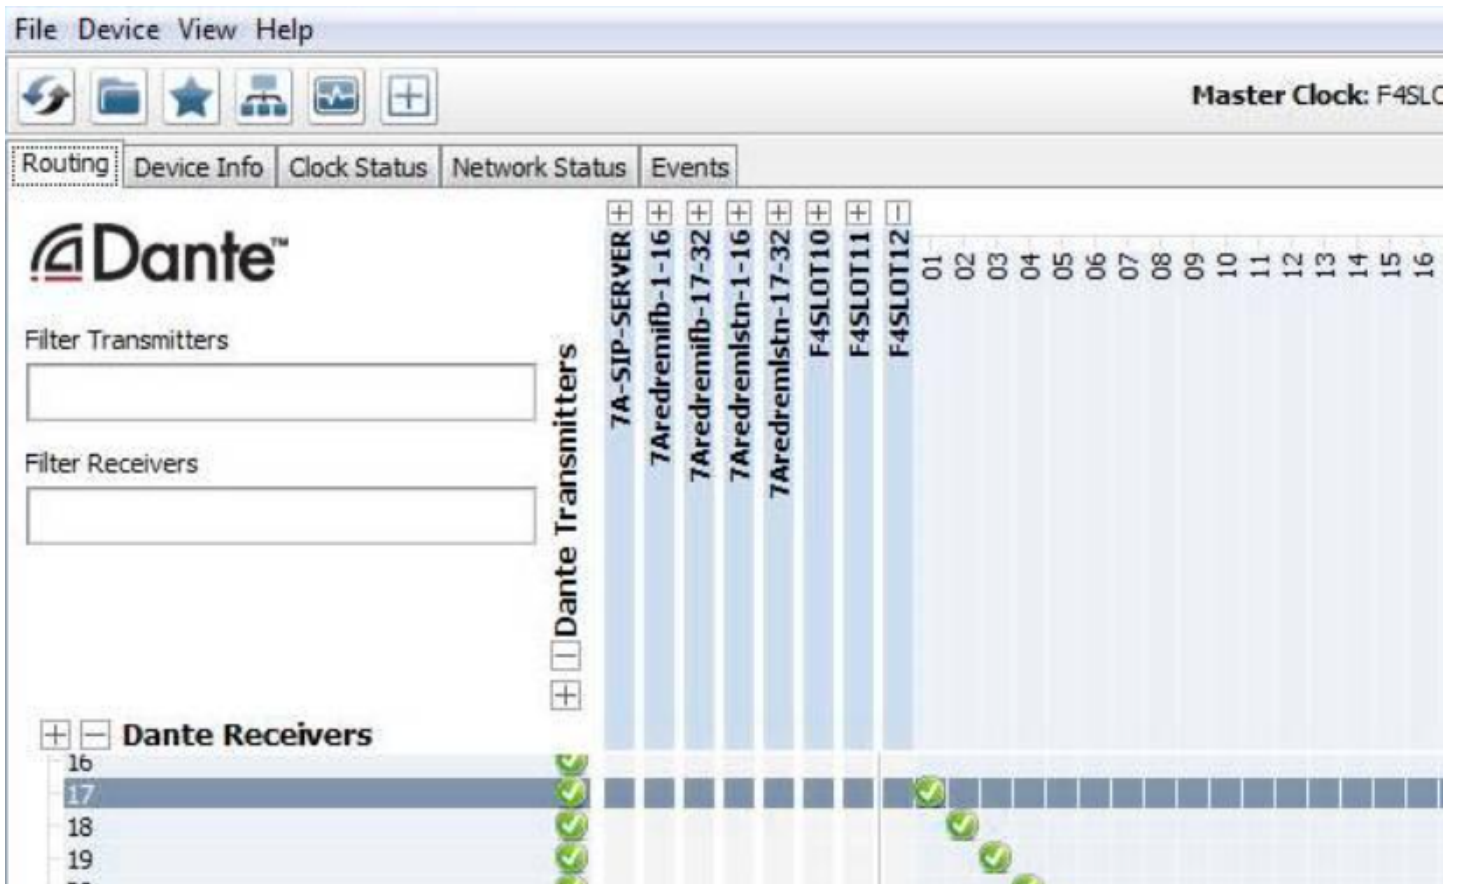 File Device View Help
Master Clock: F4SLO
Routing Device Info Clock Status Network Status Events
Dante™
Filter Transmitters
Filter Receivers
Dante Transmitters
7A-SIP-SERVER
7Aredremifb-1-16
7Aredremifb-17-32
7Aredremlstn-1-16
7Aredremlstn-17-32
F4SLOT10
F4SLOT11
F4SLOT12
01
02
03
04
05
06
07
08
09
10
11
12
13
14
15
16
Dante Receivers
16
17
18
19